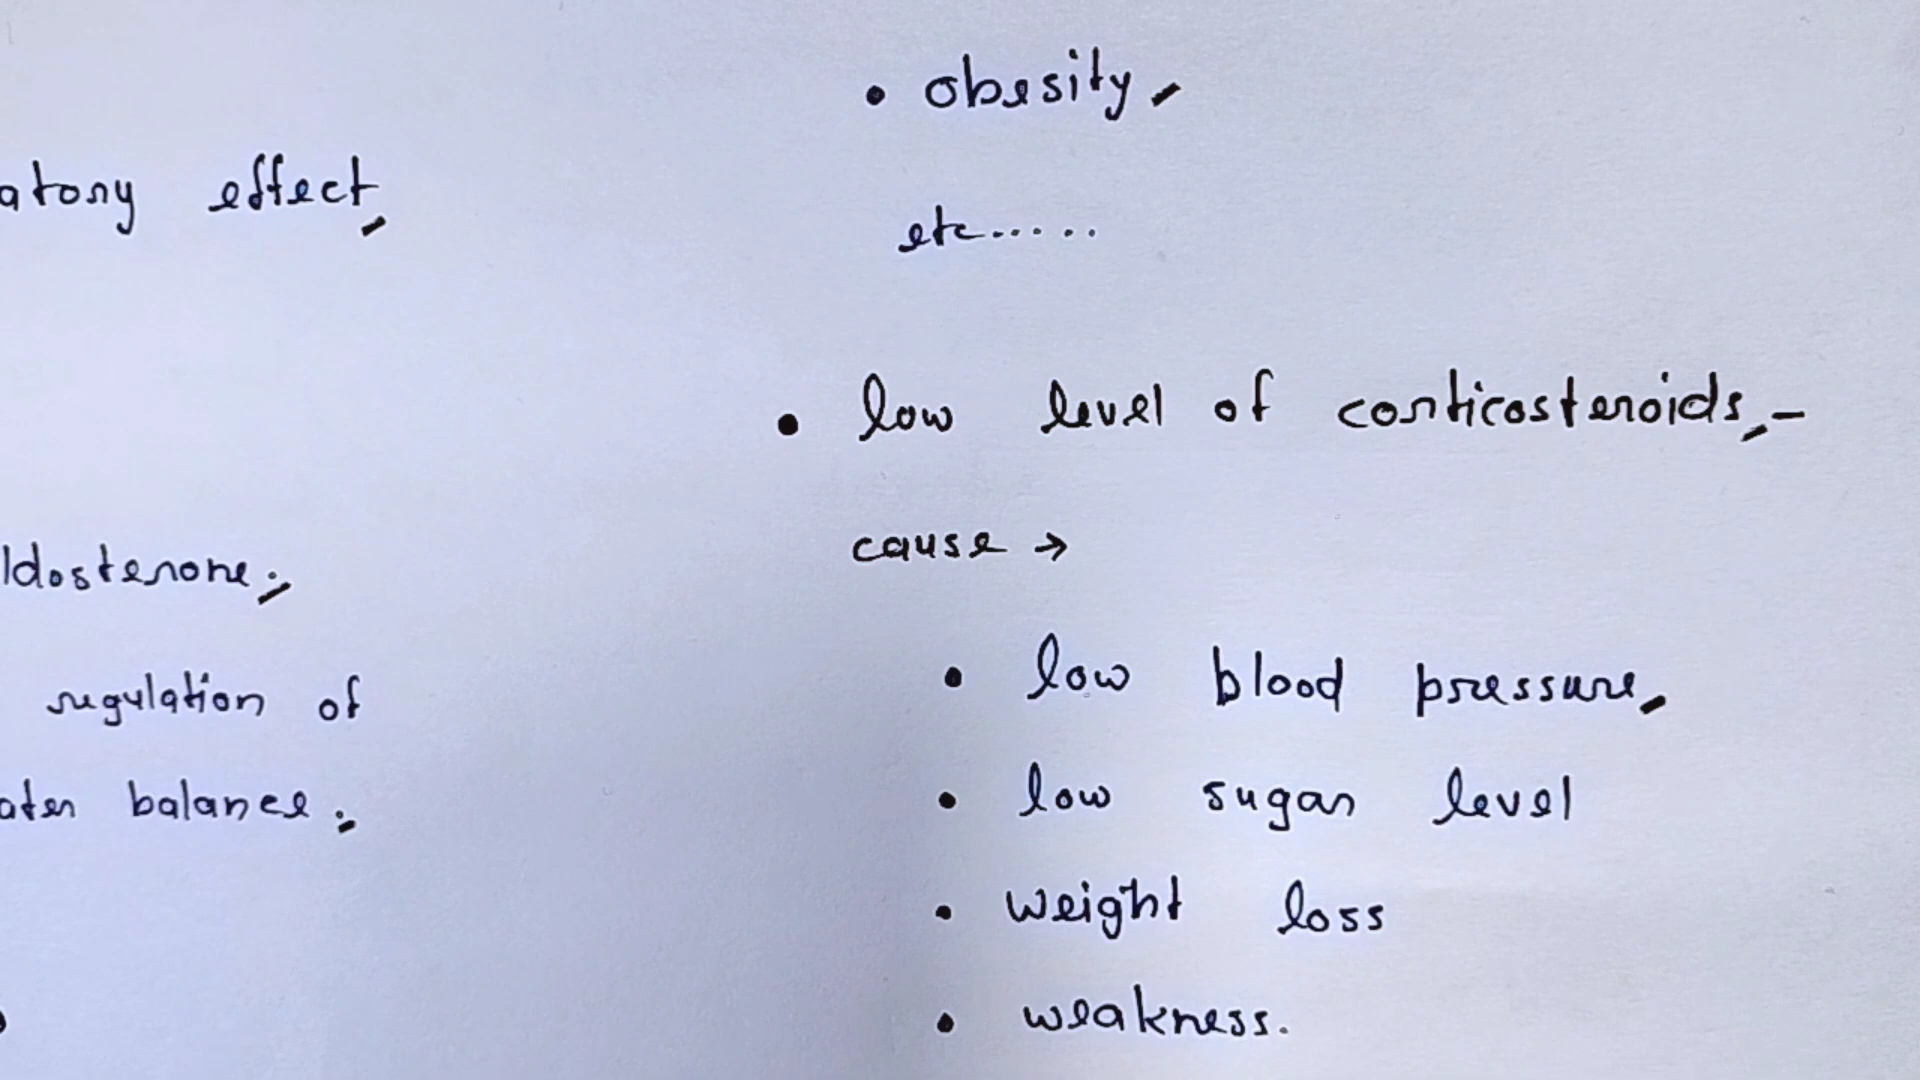 atory effect,
ldosterone.
regulation of
ater balance.
• obesity,
etc.....
• low level of corticosteroids,-
cause →
• low blood pressure,
• low sugar level
• weight loss
• weakness.